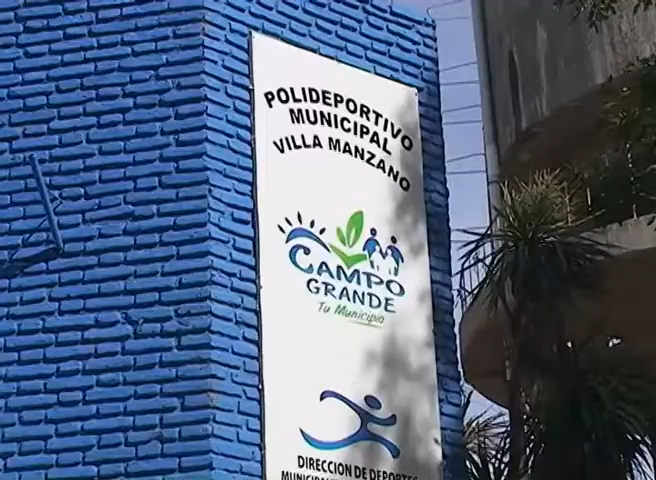 POLIDEPORTIVO
MUNICIPAL
VILLA MANZANO
CAMPO
GRANDE
Tu Municipio
DIRECCION DE DEPORTES